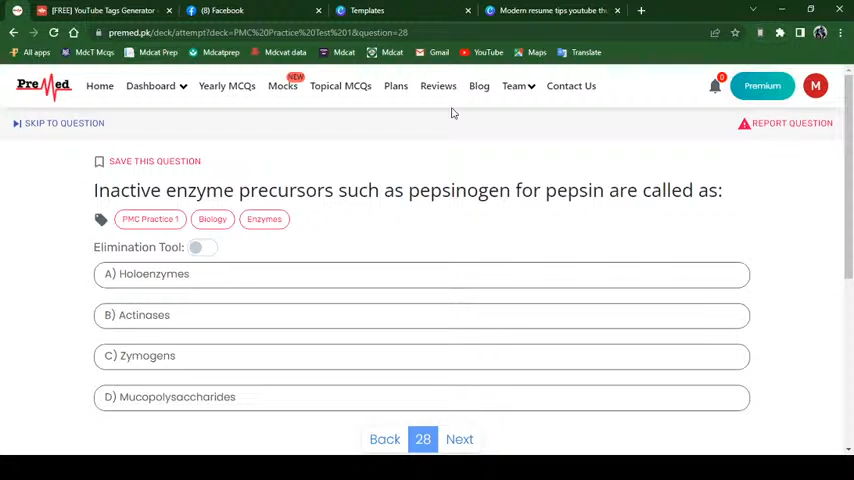 [FREE] YouTube Tags Generator -
(8) Facebook
Templates
Modern resume tips youtube thu
premed.pk/deck/attempt?deck=PMC%20Practice%20Test%201&question=28
All apps
MdcT Mcqs
Mdcat Prep
Mdcatprep
Mdcvat data
Mdcat
Mdcat
Gmail
YouTube
Maps
Translate
PreMed
Home
Dashboard
Yearly MCQs
Mocks
NEW
Topical MCQs
Plans
Reviews
Blog
Team
Contact Us
0
Premium
M
SKIP TO QUESTION
REPORT QUESTION
SAVE THIS QUESTION
Inactive enzyme precursors such as pepsinogen for pepsin are called as:
PMC Practice 1
Biology
Enzymes
Elimination Tool:
A) Holoenzymes
B) Actinases
C) Zymogens
D) Mucopolysaccharides
Back 28 Next